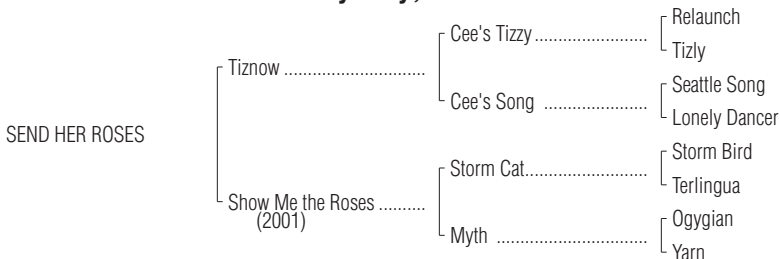 Relaunch
Cee's Tizzy
Tizly
Tiznow
Seattle Song
Cee's Song
Lonely Dancer
SEND HER ROSES
Storm Bird
Storm Cat
Terlingua
Show Me the Roses
(2001)
Ogygian
Myth
Yarn